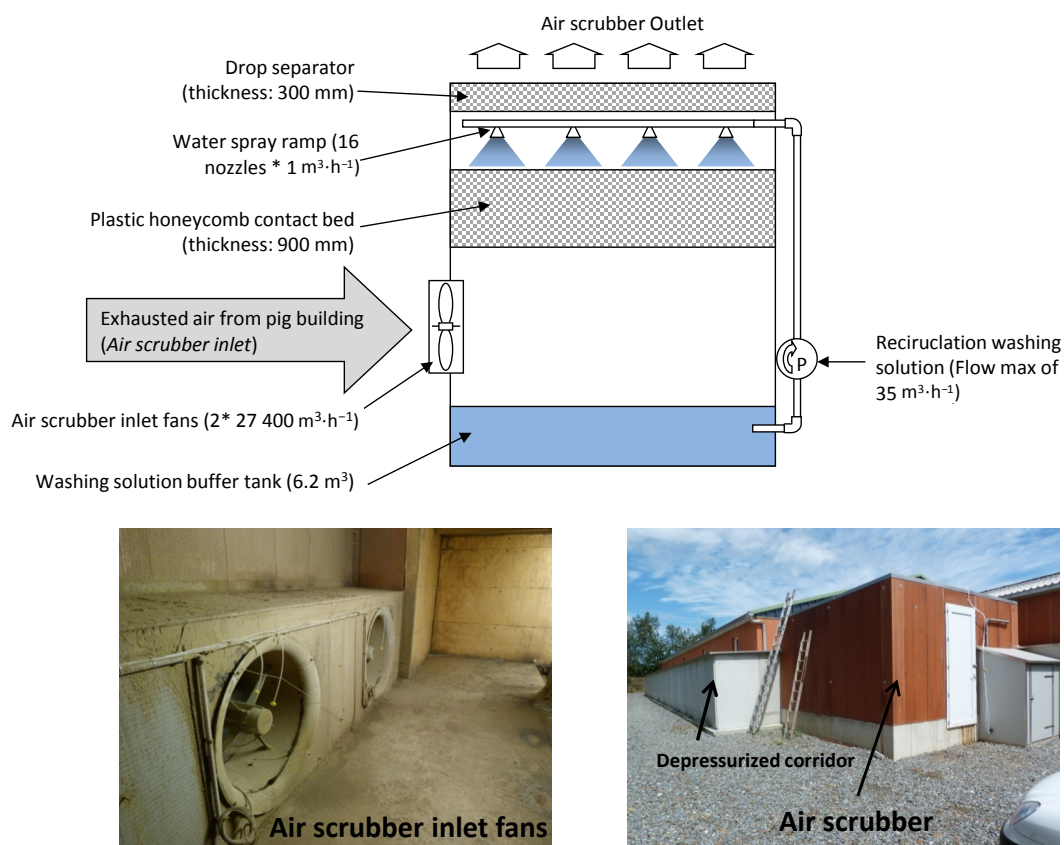 Air scrubber Outlet
Drop separator
(thickness: 300 mm)
Water spray ramp (16
nozzles * 1 m³·h⁻¹)
Plastic honeycomb contact bed
(thickness: 900 mm)
Exhausted air from pig building
(Air scrubber inlet)
P
Reciruclation washing
solution (Flow max of
35 m³·h⁻¹)
Air scrubber inlet fans (2* 27 400 m³·h⁻¹)
Washing solution buffer tank (6.2 m³)
Air scrubber inlet fans
Depressurized corridor
Air scrubber